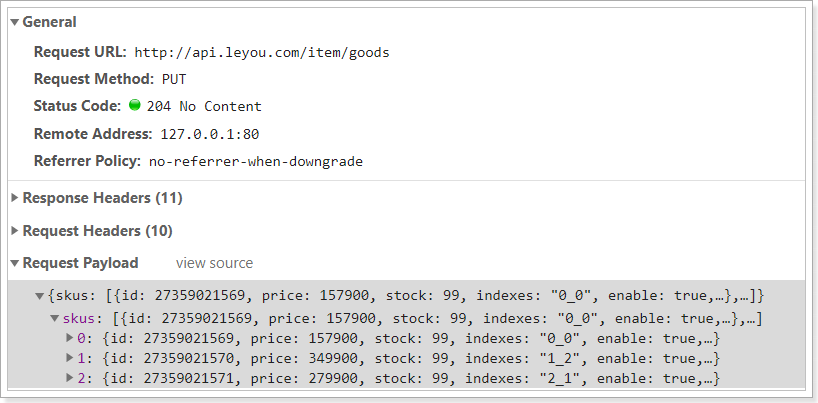 General
Request URL: http://api.leyou.com/item/goods
Request Method: PUT
Status Code: 204 No Content
Remote Address: 127.0.0.1:80
Referrer Policy: no-referrer-when-downgrade
Response Headers (11)
Request Headers (10)
Request Payload view source
{skus: [{id: 27359021569, price: 157900, stock: 99, indexes: "0_0", enable: true,…},…]}
skus: [{id: 27359021569, price: 157900, stock: 99, indexes: "0_0", enable: true,…},…]
0: {id: 27359021569, price: 157900, stock: 99, indexes: "0_0", enable: true,…}
1: {id: 27359021570, price: 349900, stock: 99, indexes: "1_2", enable: true,…}
2: {id: 27359021571, price: 279900, stock: 99, indexes: "2_1", enable: true,…}